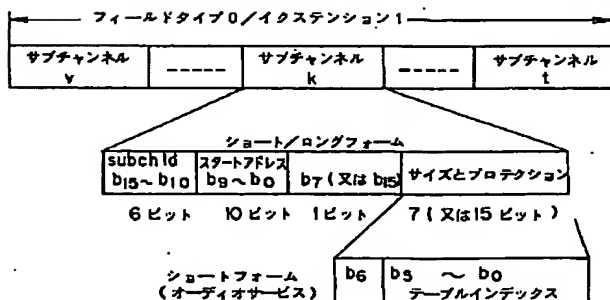 フィールドタイプ0/イクステンション1
サブチャンネル v ----- サブチャンネル k ----- サブチャンネル t
ショート/ロングフォーム
subchId b15~b10 スタートアドレス b9~b0 b7(又はb15) サイズとプロテクション
6ビット 10ビット 1ビット 7(又は15ビット)
ショートフォーム b6 b5 ~ b0
(オーディオサービス) テーブルインデックス